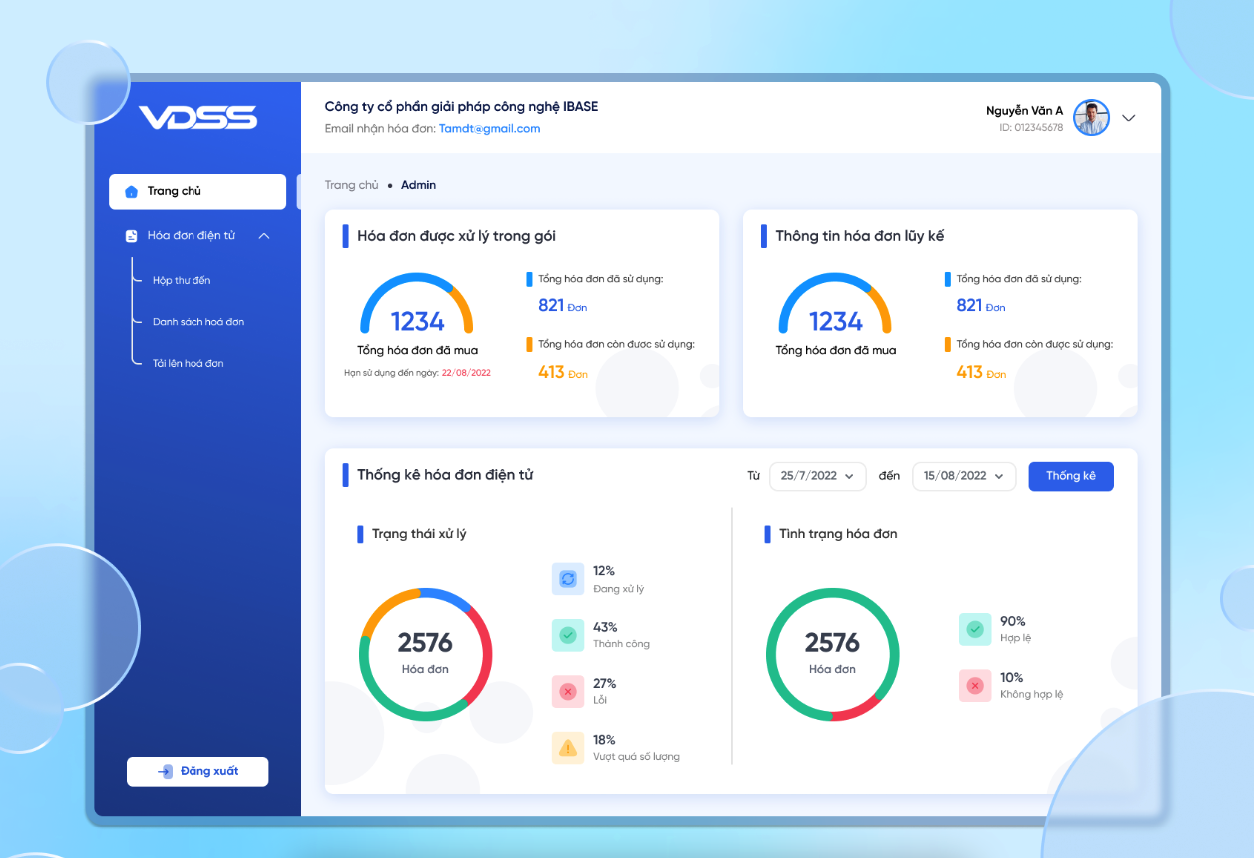 VDSS
Trang chủ
Hóa đơn điện tử
Hộp thư đến
Danh sách hoá đơn
Tải lên hoá đơn
Đăng xuất
Công ty cổ phần giải pháp công nghệ IBASE
Email nhận hóa đơn: Tamdt@gmail.com
Nguyễn Văn A
ID: 012345678
Trang chủ • Admin
Hóa đơn được xử lý trong gói
1234
Tổng hóa đơn đã mua
Hạn sử dụng đến ngày: 22/08/2022
Tổng hóa đơn đã sử dụng:
821 Đơn
Tổng hóa đơn còn được sử dụng:
413 Đơn
Thông tin hóa đơn lũy kế
1234
Tổng hóa đơn đã mua
Tổng hóa đơn đã sử dụng:
821 Đơn
Tổng hóa đơn còn được sử dụng:
413 Đơn
Thống kê hóa đơn điện tử
Từ 25/7/2022 đến 15/08/2022 Thống kê
Trạng thái xử lý
2576
Hóa đơn
12%
Đang xử lý
43%
Thành công
27%
Lỗi
18%
Vượt quá số lượng
Tình trạng hóa đơn
2576
Hóa đơn
90%
Hợp lệ
10%
Không hợp lệ